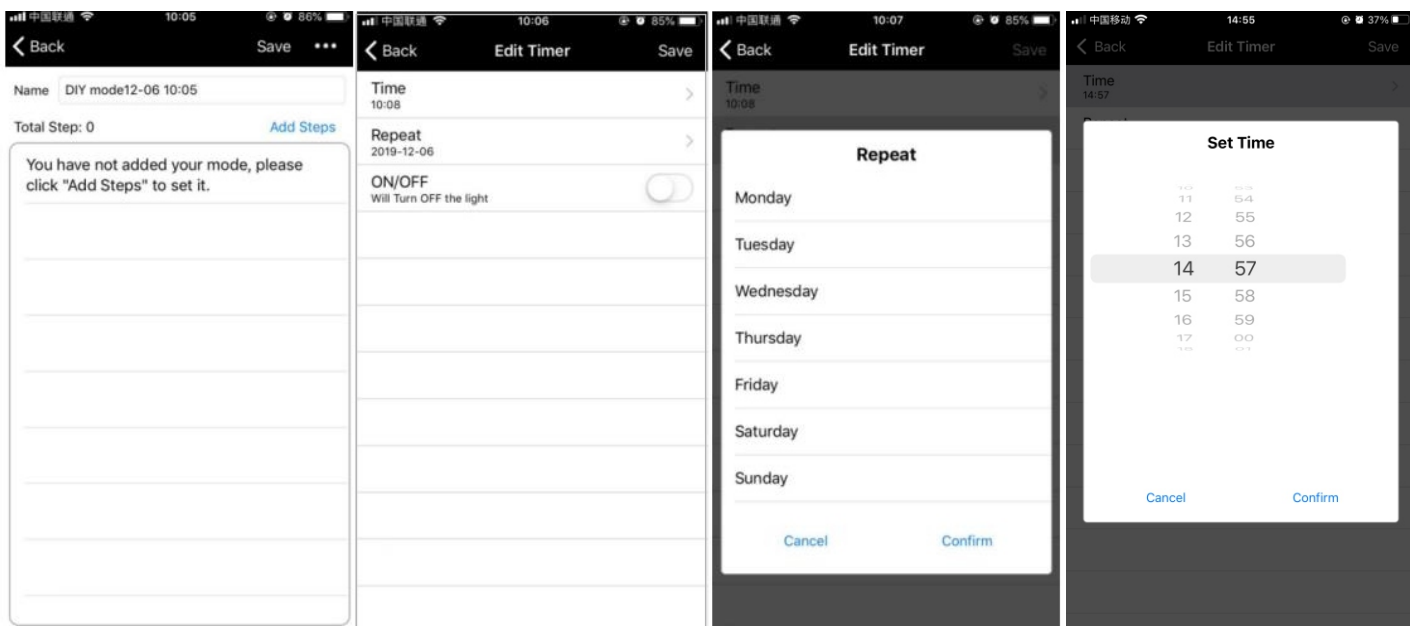 中国联通 10:05 86%
Back Save •••
Name DIY mode12-06 10:05
Total Step: 0 Add Steps
You have not added your mode, please
click "Add Steps" to set it.
中国联通 10:06 85%
Back Edit Timer Save
Time
10:08
Repeat
2019-12-06
ON/OFF
Will Turn OFF the light
中国联通 10:07 85%
Back Edit Timer Save
Time
10:08
Repeat
Monday
Tuesday
Wednesday
Thursday
Friday
Saturday
Sunday
Cancel Confirm
中国移动 14:55 37%
Back Edit Timer Save
Time
14:57
Set Time
10 53
11 54
12 55
13 56
14 57
15 58
16 59
17 00
18 01
Cancel Confirm